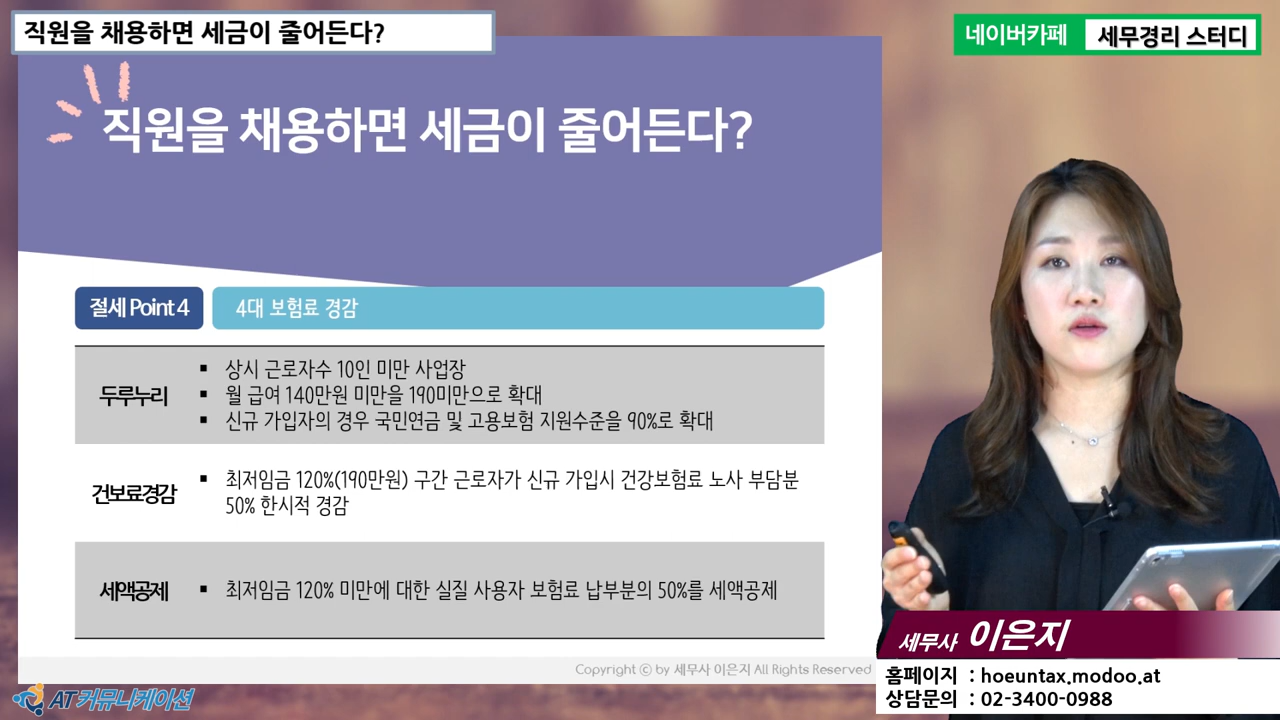 직원을 채용하면 세금이 줄어든다?
네이버카페 세무경리 스터디
직원을 채용하면 세금이 줄어든다?
절세 Point 4
4대 보험료 경감
두루누리
▪ 상시 근로자수 10인 미만 사업장
▪ 월 급여 140만원 미만을 190미만으로 확대
▪ 신규 가입자의 경우 국민연금 및 고용보험 지원수준을 90%로 확대
건보료경감
▪ 최저임금 120%(190만원) 구간 근로자가 신규 가입시 건강보험료 노사 부담분
50% 한시적 경감
세액공제
▪ 최저임금 120% 미만에 대한 실질 사용자 보험료 납부분의 50%를 세액공제
Copyright ⓒ by 세무사 이은지 All Rights Reserved
세무사 이은지
홈페이지 : hoeuntax.modoo.at
상담문의 : 02-3400-0988
AT커뮤니케이션